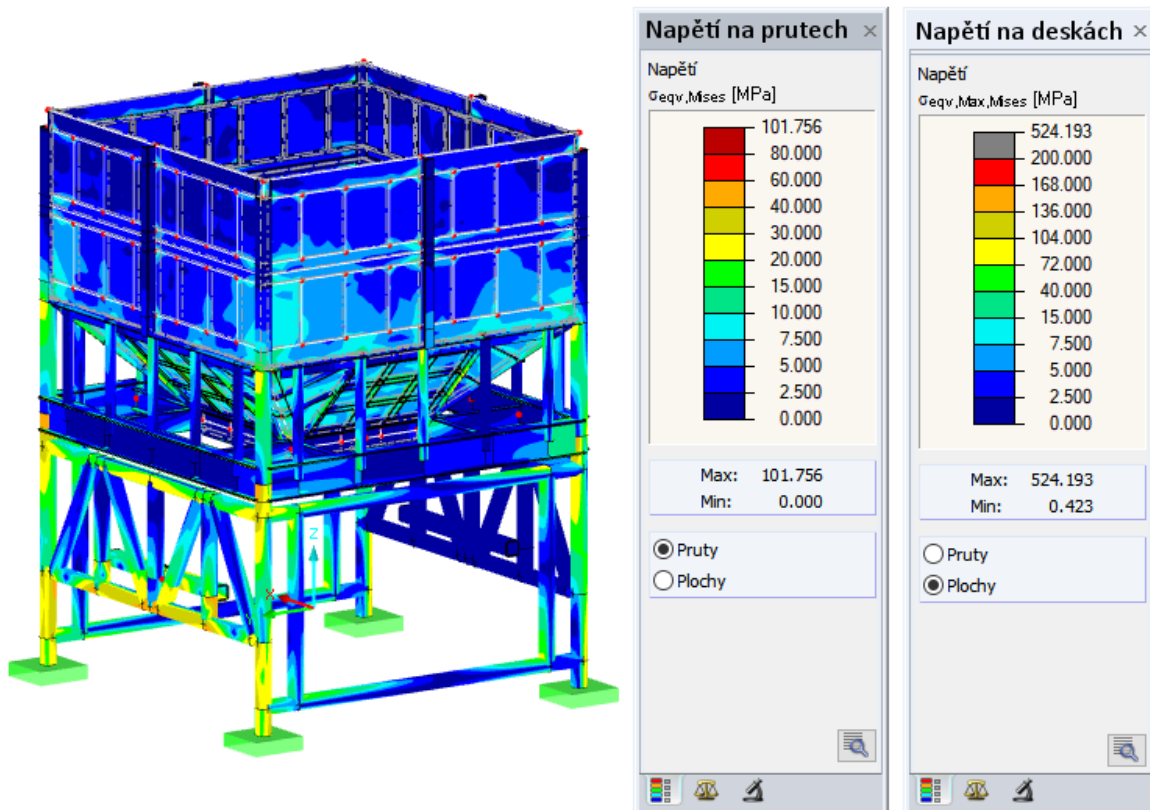 Z
X
Napětí na prutech
Napětí
σeqv,Mises [MPa]
101.756
80.000
60.000
40.000
30.000
20.000
15.000
10.000
7.500
5.000
2.500
0.000
Max: 101.756
Min: 0.000
Pruty
Plochy
Napětí na deskách
Napětí
σeqv,Max,Mises [MPa]
524.193
200.000
168.000
136.000
104.000
72.000
40.000
15.000
7.500
5.000
2.500
0.000
Max: 524.193
Min: 0.423
Pruty
Plochy